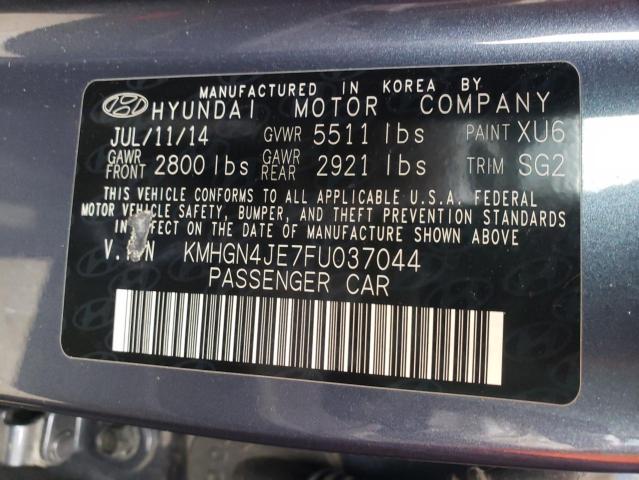 MANUFACTURED IN KOREA BY
HYUNDAI MOTOR COMPANY
JUL/11/14 GVWR 5511 lbs PAINT XU6
GAWR FRONT 2800 lbs GAWR REAR 2921 lbs TRIM SG2
THIS VEHICLE CONFORMS TO ALL APPLICABLE U.S.A. FEDERAL
MOTOR VEHICLE SAFETY, BUMPER, AND THEFT PREVENTION STANDARDS
IN EFFECT ON THE DATE OF MANUFACTURE SHOWN ABOVE.
V.I.N KMHGN4JE7FU037044
PASSENGER CAR